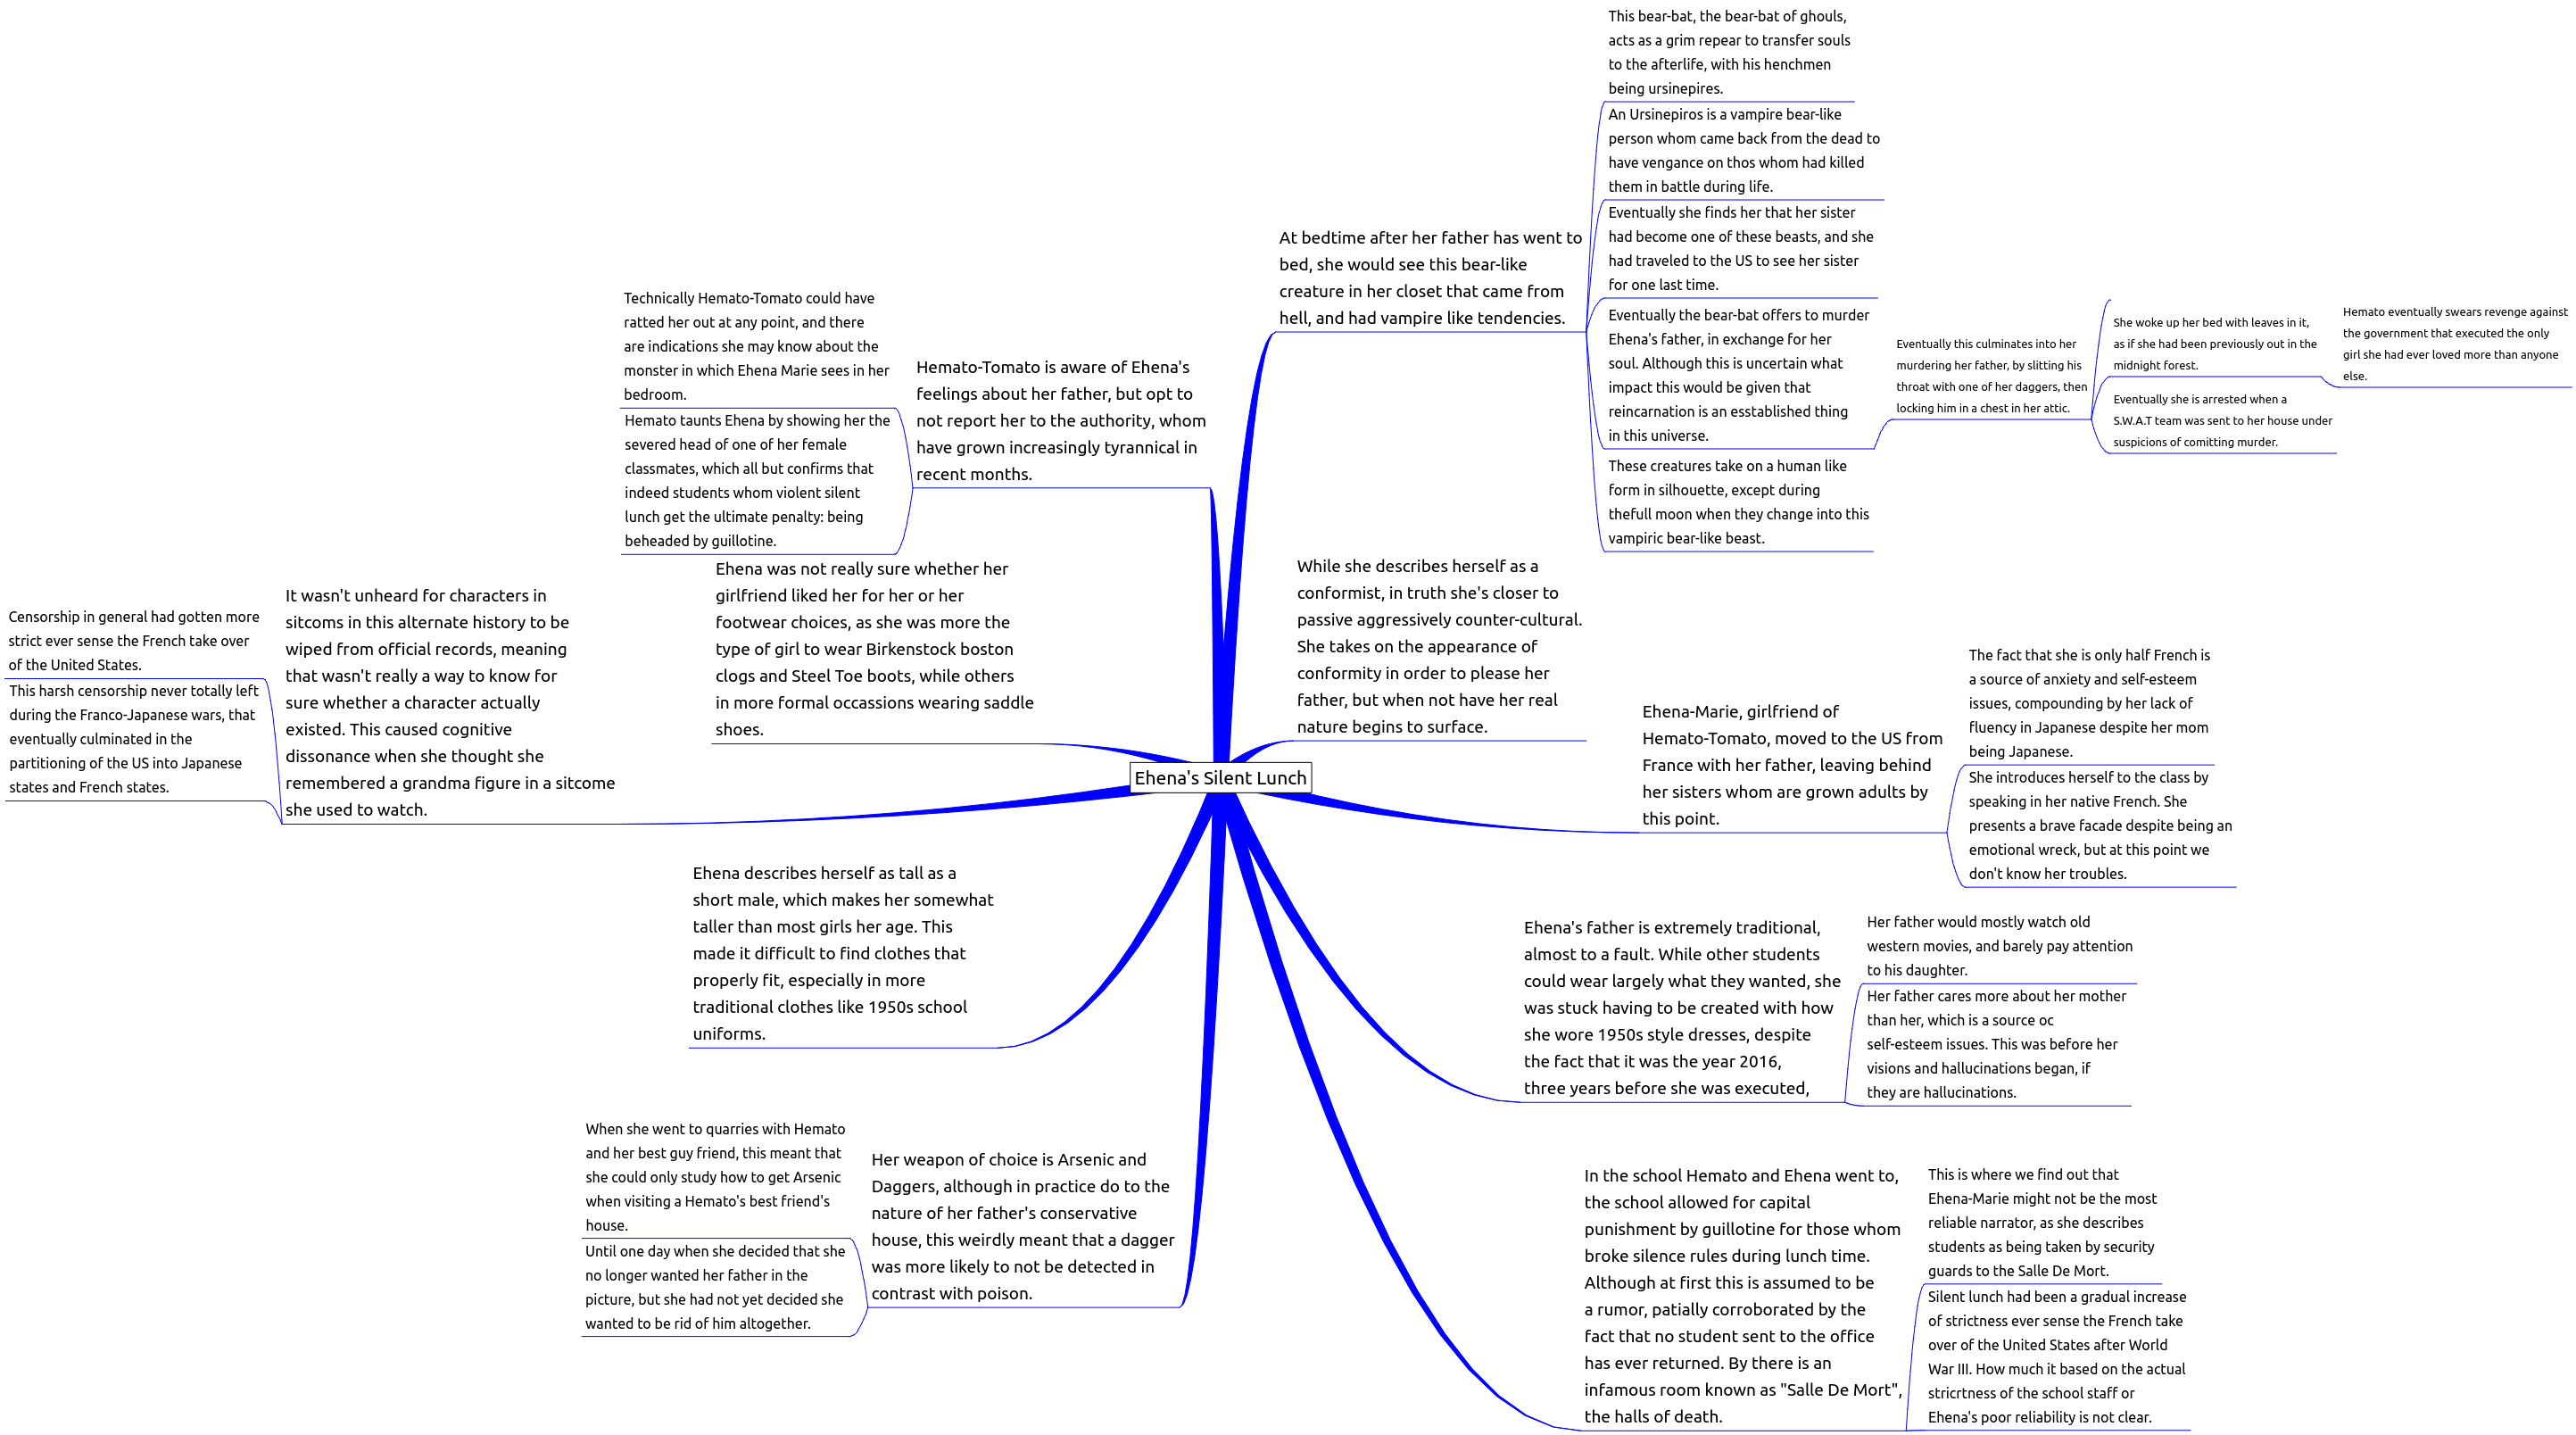 This bear-bat, the bear-bat of ghouls,
acts as a grim repear to transfer souls
to the afterlife, with his henchmen
being ursinepires.
An Ursinepiros is a vampire bear-like
person whom came back from the dead to
have vengance on thos whom had killed
them in battle during life.
Eventually she finds her that her sister
had become one of these beasts, and she
had traveled to the US to see her sister
for one last time.
At bedtime after her father has went to
bed, she would see this bear-like
creature in her closet that came from
hell, and had vampire like tendencies.
Eventually the bear-bat offers to murder
Ehena's father, in exchange for her
soul. Although this is uncertain what
impact this would be given that
reincarnation is an esstablished thing
in this universe.
Eventually this culminates into her
murdering her father, by slitting his
throat with one of her daggers, then
locking him in a chest in her attic.
She woke up her bed with leaves in it,
as if she had been previously out in the
midnight forest.
Hemato eventually swears revenge against
the government that executed the only
girl she had ever loved more than anyone
else.
Eventually she is arrested when a
S.W.A.T team was sent to her house under
suspicions of comitting murder.
These creatures take on a human like
form in silhouette, except during
thefull moon when they change into this
vampiric bear-like beast.
Technically Hemato-Tomato could have
ratted her out at any point, and there
are indications she may know about the
monster in which Ehena Marie sees in her
bedroom.
Hemato taunts Ehena by showing her the
severed head of one of her female
classmates, which all but confirms that
indeed students whom violent silent
lunch get the ultimate penalty: being
beheaded by guillotine.
Hemato-Tomato is aware of Ehena's
feelings about her father, but opt to
not report her to the authority, whom
have grown increasingly tyrannical in
recent months.
Ehena was not really sure whether her
girlfriend liked her for her or her
footwear choices, as she was more the
type of girl to wear Birkenstock boston
clogs and Steel Toe boots, while others
in more formal occassions wearing saddle
shoes.
While she describes herself as a
conformist, in truth she's closer to
passive aggressively counter-cultural.
She takes on the appearance of
conformity in order to please her
father, but when not have her real
nature begins to surface.
Censorship in general had gotten more
strict ever sense the French take over
of the United States.
This harsh censorship never totally left
during the Franco-Japanese wars, that
eventually culminated in the
partitioning of the US into Japanese
states and French states.
It wasn't unheard for characters in
sitcoms in this alternate history to be
wiped from official records, meaning
that wasn't really a way to know for
sure whether a character actually
existed. This caused cognitive
dissonance when she thought she
remembered a grandma figure in a sitcome
she used to watch.
Ehena's Silent Lunch
Ehena-Marie, girlfriend of
Hemato-Tomato, moved to the US from
France with her father, leaving behind
her sisters whom are grown adults by
this point.
The fact that she is only half French is
a source of anxiety and self-esteem
issues, compounding by her lack of
fluency in Japanese despite her mom
being Japanese.
She introduces herself to the class by
speaking in her native French. She
presents a brave facade despite being an
emotional wreck, but at this point we
don't know her troubles.
Ehena describes herself as tall as a
short male, which makes her somewhat
taller than most girls her age. This
made it difficult to find clothes that
properly fit, especially in more
traditional clothes like 1950s school
uniforms.
Ehena's father is extremely traditional,
almost to a fault. While other students
could wear largely what they wanted, she
was stuck having to be created with how
she wore 1950s style dresses, despite
the fact that it was the year 2016,
three years before she was executed,
Her father would mostly watch old
western movies, and barely pay attention
to his daughter.
Her father cares more about her mother
than her, which is a source oc
self-esteem issues. This was before her
visions and hallucinations began, if
they are hallucinations.
When she went to quarries with Hemato
and her best guy friend, this meant that
she could only study how to get Arsenic
when visiting a Hemato's best friend's
house.
Until one day when she decided that she
no longer wanted her father in the
picture, but she had not yet decided she
wanted to be rid of him altogether.
Her weapon of choice is Arsenic and
Daggers, although in practice do to the
nature of her father's conservative
house, this weirdly meant that a dagger
was more likely to not be detected in
contrast with poison.
In the school Hemato and Ehena went to,
the school allowed for capital
punishment by guillotine for those whom
broke silence rules during lunch time.
Although at first this is assumed to be
a rumor, patially corroborated by the
fact that no student sent to the office
has ever returned. By there is an
infamous room known as "Salle De Mort",
the halls of death.
This is where we find out that
Ehena-Marie might not be the most
reliable narrator, as she describes
students as being taken by security
guards to the Salle De Mort.
Silent lunch had been a gradual increase
of strictness ever sense the French take
over of the United States after World
War III. How much it based on the actual
stricrtness of the school staff or
Ehena's poor reliability is not clear.